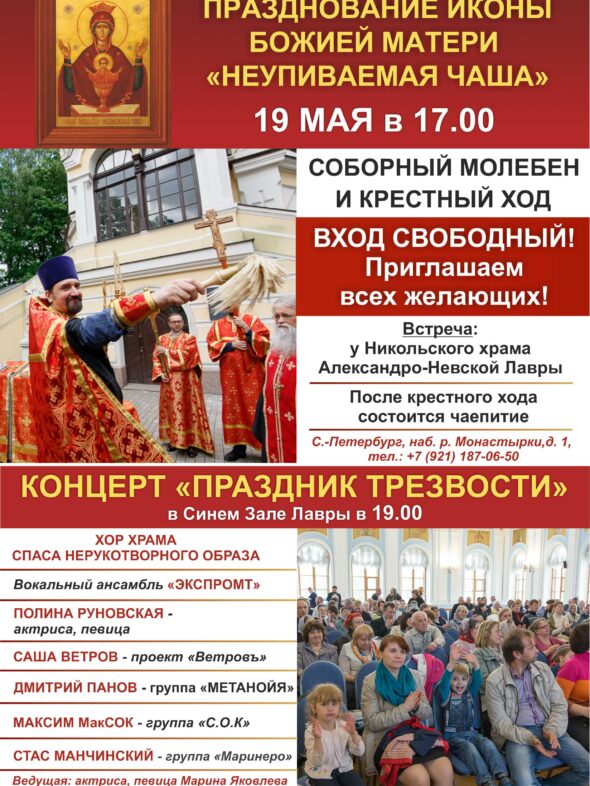 ПРАЗДНОВАНИЕ ИКОНЫ
БОЖИЕЙ МАТЕРИ
«НЕУПИВАЕМАЯ ЧАША»
19 МАЯ в 17.00
СОБОРНЫЙ МОЛЕБЕН
И КРЕСТНЫЙ ХОД
ВХОД СВОБОДНЫЙ!
Приглашаем
всех желающих!
Встреча:
у Никольского храма
Александро-Невской Лавры
После крестного хода
состоится чаепитие
С.-Петербург, наб. р. Монастырки,д. 1,
тел.: +7 (921) 187-06-50
КОНЦЕРТ «ПРАЗДНИК ТРЕЗВОСТИ»
в Синем Зале Лавры в 19.00
ХОР ХРАМА
СПАСА НЕРУКОТВОРНОГО ОБРАЗА
Вокальный ансамбль «ЭКСПРОМТ»
ПОЛИНА РУНОВСКАЯ -
актриса, певица
САША ВЕТРОВ - проект «Ветровъ»
ДМИТРИЙ ПАНОВ - группа «МЕТАНОЙЯ»
МАКСИМ МакСОК - группа «С.О.К»
СТАС МАНЧИНСКИЙ - группа «Маринеро»
Ведущая: актриса, певица Марина Яковлева